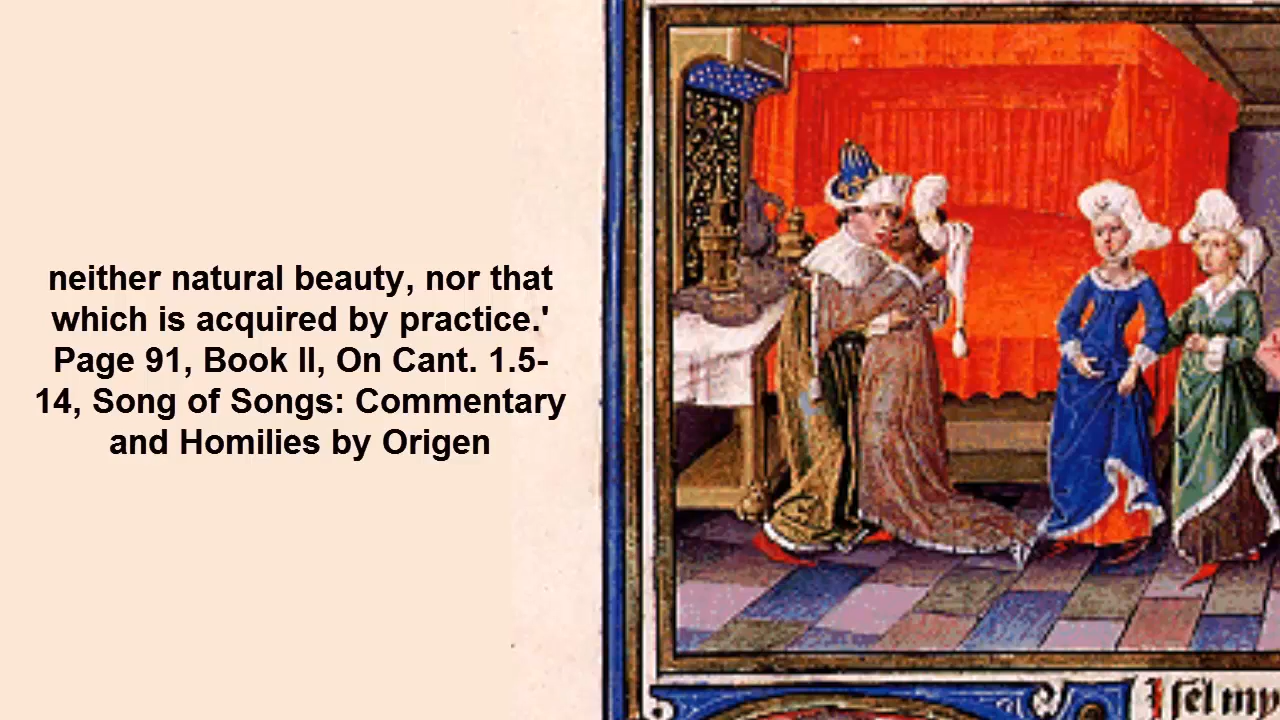 neither natural beauty, nor that
which is acquired by practice.'
Page 91, Book II, On Cant. 1.5-
14, Song of Songs: Commentary
and Homilies by Origen